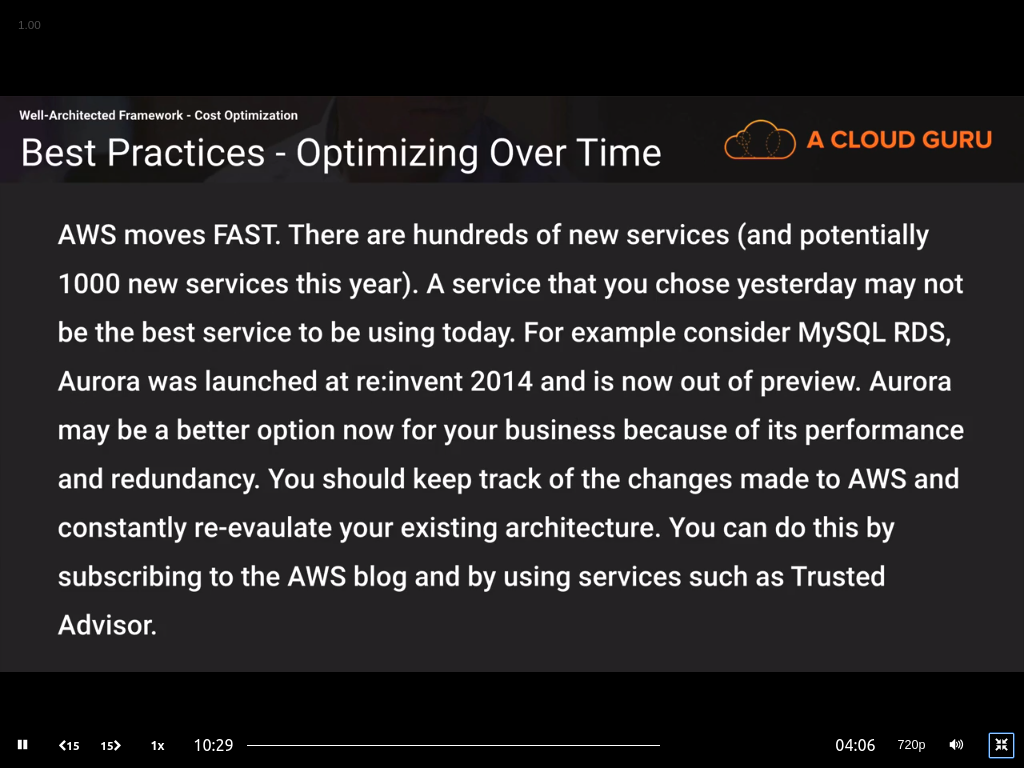 1.00
Well-Architected Framework - Cost Optimization
Best Practices - Optimizing Over Time
A CLOUD GURU
AWS moves FAST. There are hundreds of new services (and potentially
1000 new services this year). A service that you chose yesterday may not
be the best service to be using today. For example consider MySQL RDS,
Aurora was launched at re:invent 2014 and is now out of preview. Aurora
may be a better option now for your business because of its performance
and redundancy. You should keep track of the changes made to AWS and
constantly re-evaulate your existing architecture. You can do this by
subscribing to the AWS blog and by using services such as Trusted
Advisor.
15 15 1x 10:29 04:06 720p